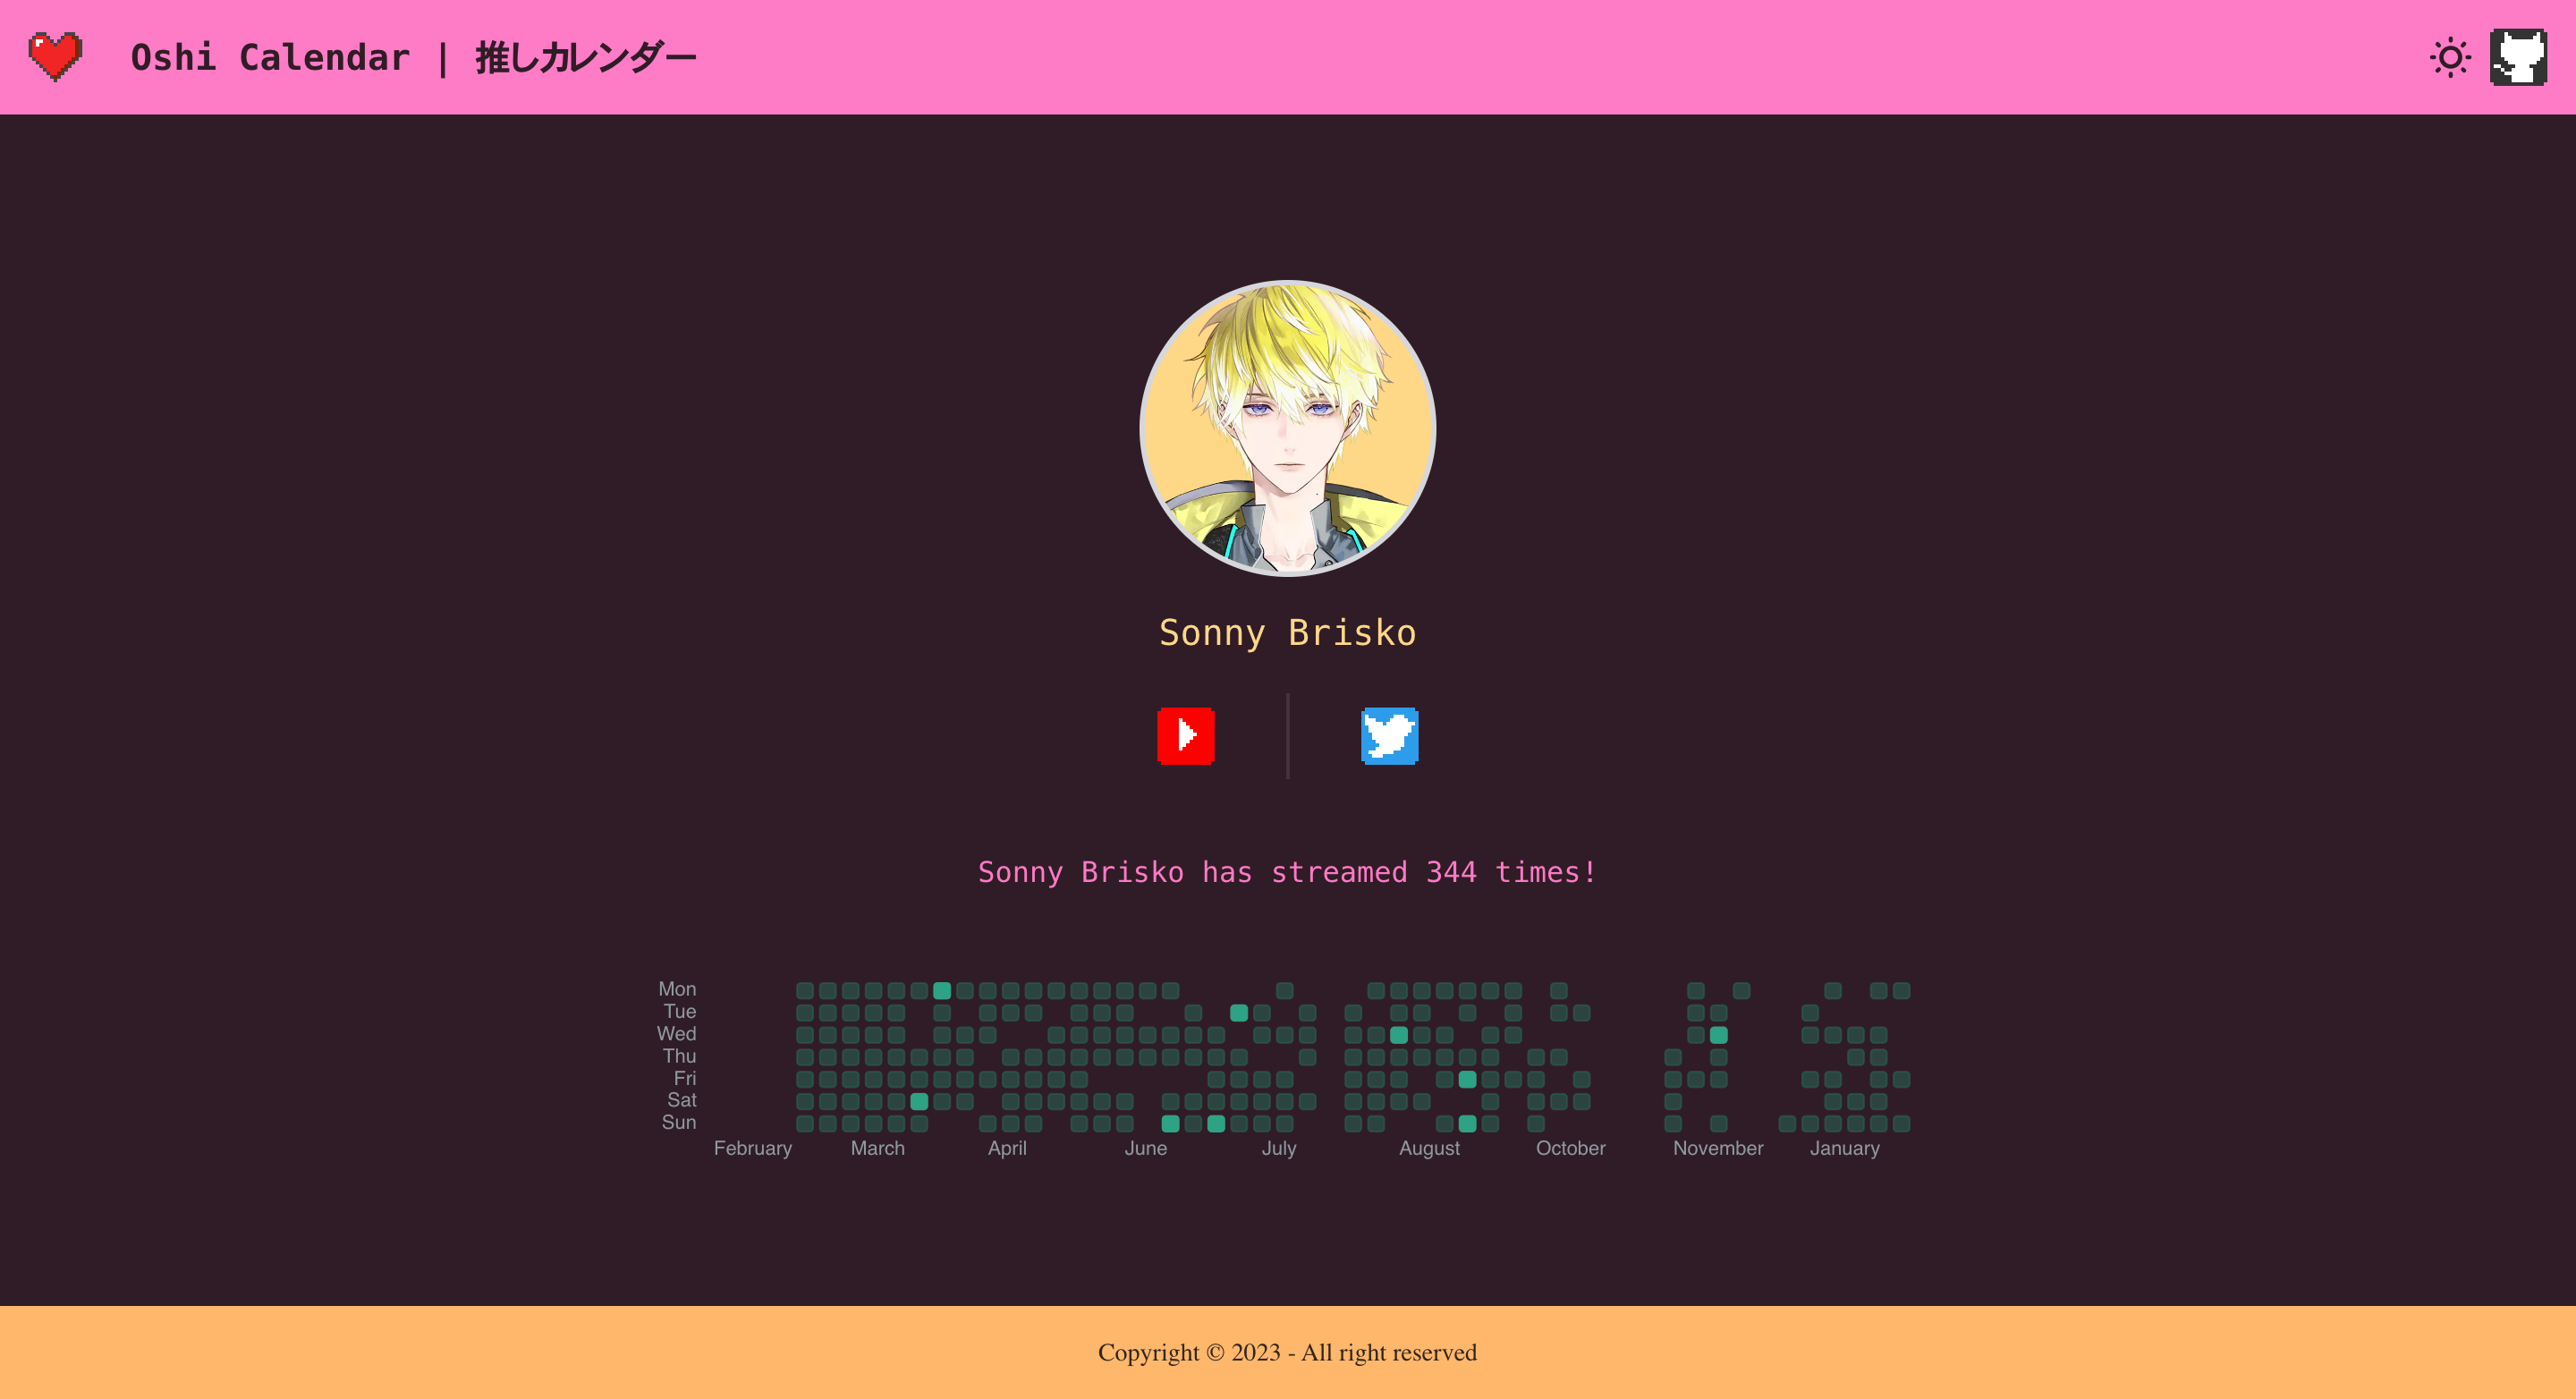 Oshi Calendar | 推しカレンダー
Sonny Brisko
Sonny Brisko has streamed 344 times!
Mon
Tue
Wed
Thu
Fri
Sat
Sun
February March April June July August October November January
Copyright © 2023 - All right reserved